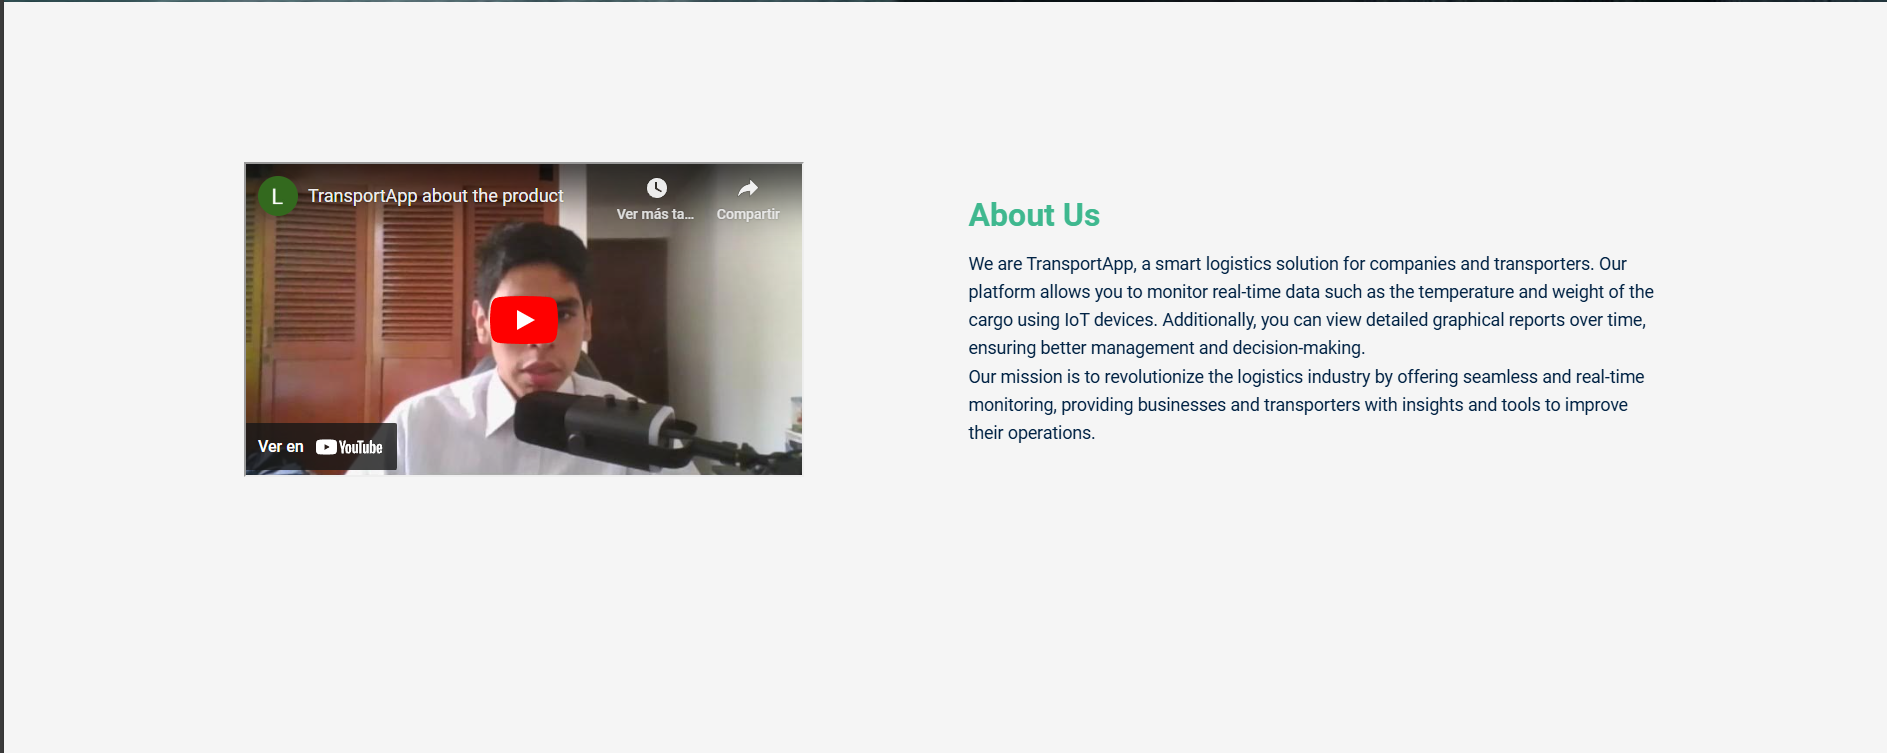 L
TransportApp about the product
Ver más ta...
Compartir
Ver en YouTube
About Us
We are TransportApp, a smart logistics solution for companies and transporters. Our
platform allows you to monitor real-time data such as the temperature and weight of the
cargo using IoT devices. Additionally, you can view detailed graphical reports over time,
ensuring better management and decision-making.
Our mission is to revolutionize the logistics industry by offering seamless and real-time
monitoring, providing businesses and transporters with insights and tools to improve
their operations.